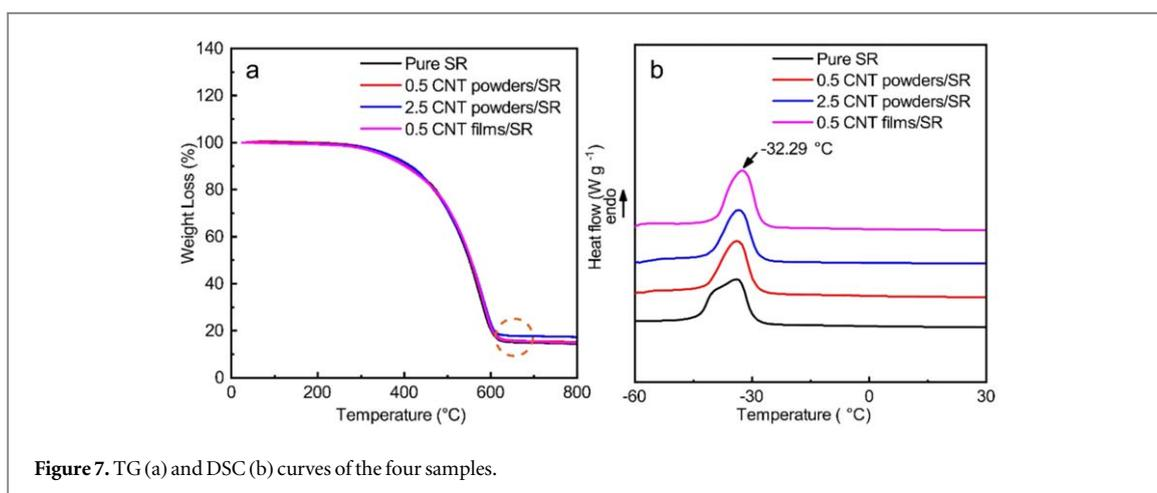 140
120
100
80
60
40
20
0
Weight Loss (%)
a
Pure SR
0.5 CNT powders/SR
2.5 CNT powders/SR
0.5 CNT films/SR
0 200 400 600 800
Temperature (°C)
Heat flow (W g⁻¹)
endo
b
Pure SR
0.5 CNT powders/SR
2.5 CNT powders/SR
0.5 CNT films/SR
-32.29 °C
-60 -30 0 30
Temperature ( °C)
Figure 7. TG (a) and DSC (b) curves of the four samples.